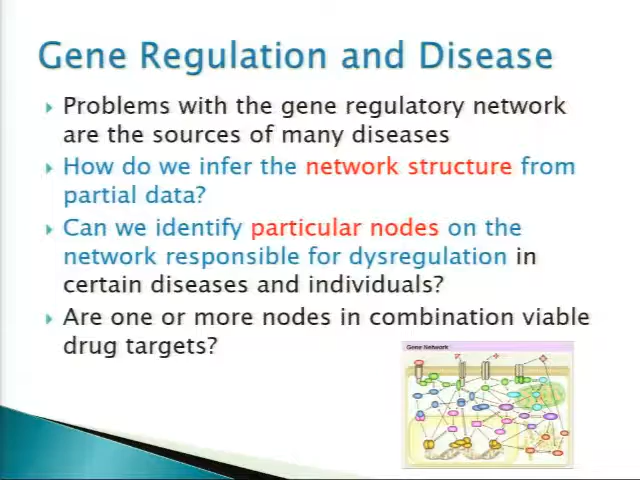 Gene Regulation and Disease
Problems with the gene regulatory network
are the sources of many diseases
How do we infer the network structure from
partial data?
Can we identify particular nodes on the
network responsible for dysregulation in
certain diseases and individuals?
Are one or more nodes in combination viable
drug targets?
Gene Network